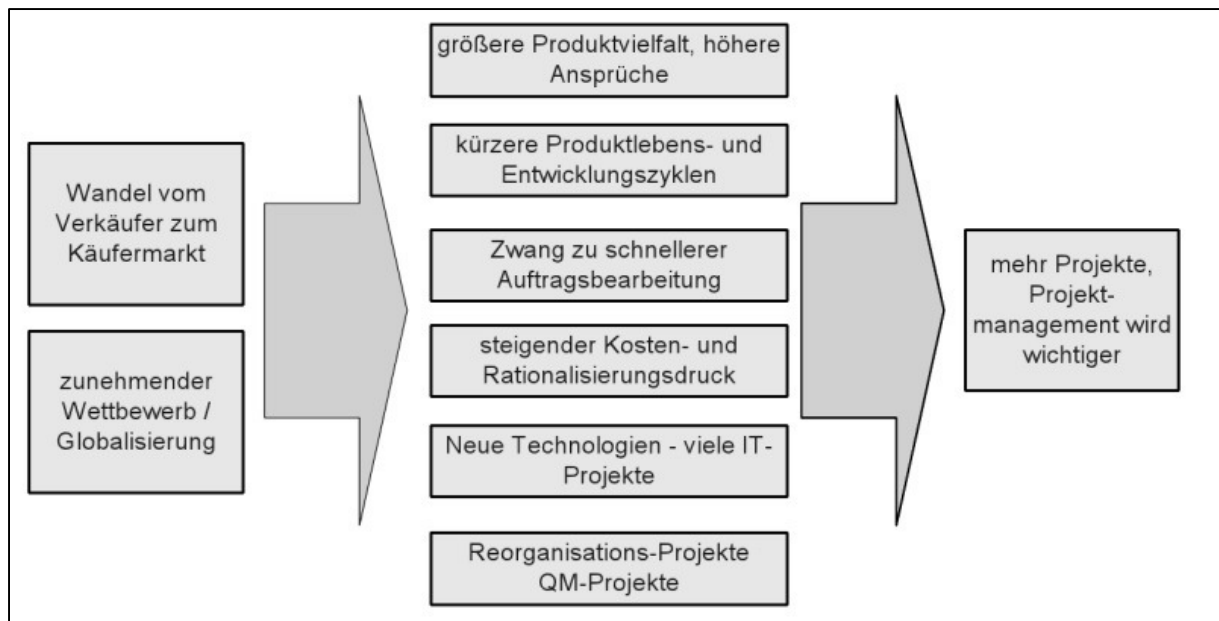 größere Produktvielfalt, höhere
Ansprüche
kürzere Produktlebens- und
Entwicklungszyklen
Wandel vom
Verkäufer zum
Käufermarkt
Zwang zu schnellerer
Auftragsbearbeitung
mehr Projekte,
Projekt-
management wird
wichtiger
steigender Kosten- und
Rationalisierungsdruck
zunehmender
Wettbewerb /
Globalisierung
Neue Technologien - viele IT-
Projekte
Reorganisations-Projekte
QM-Projekte